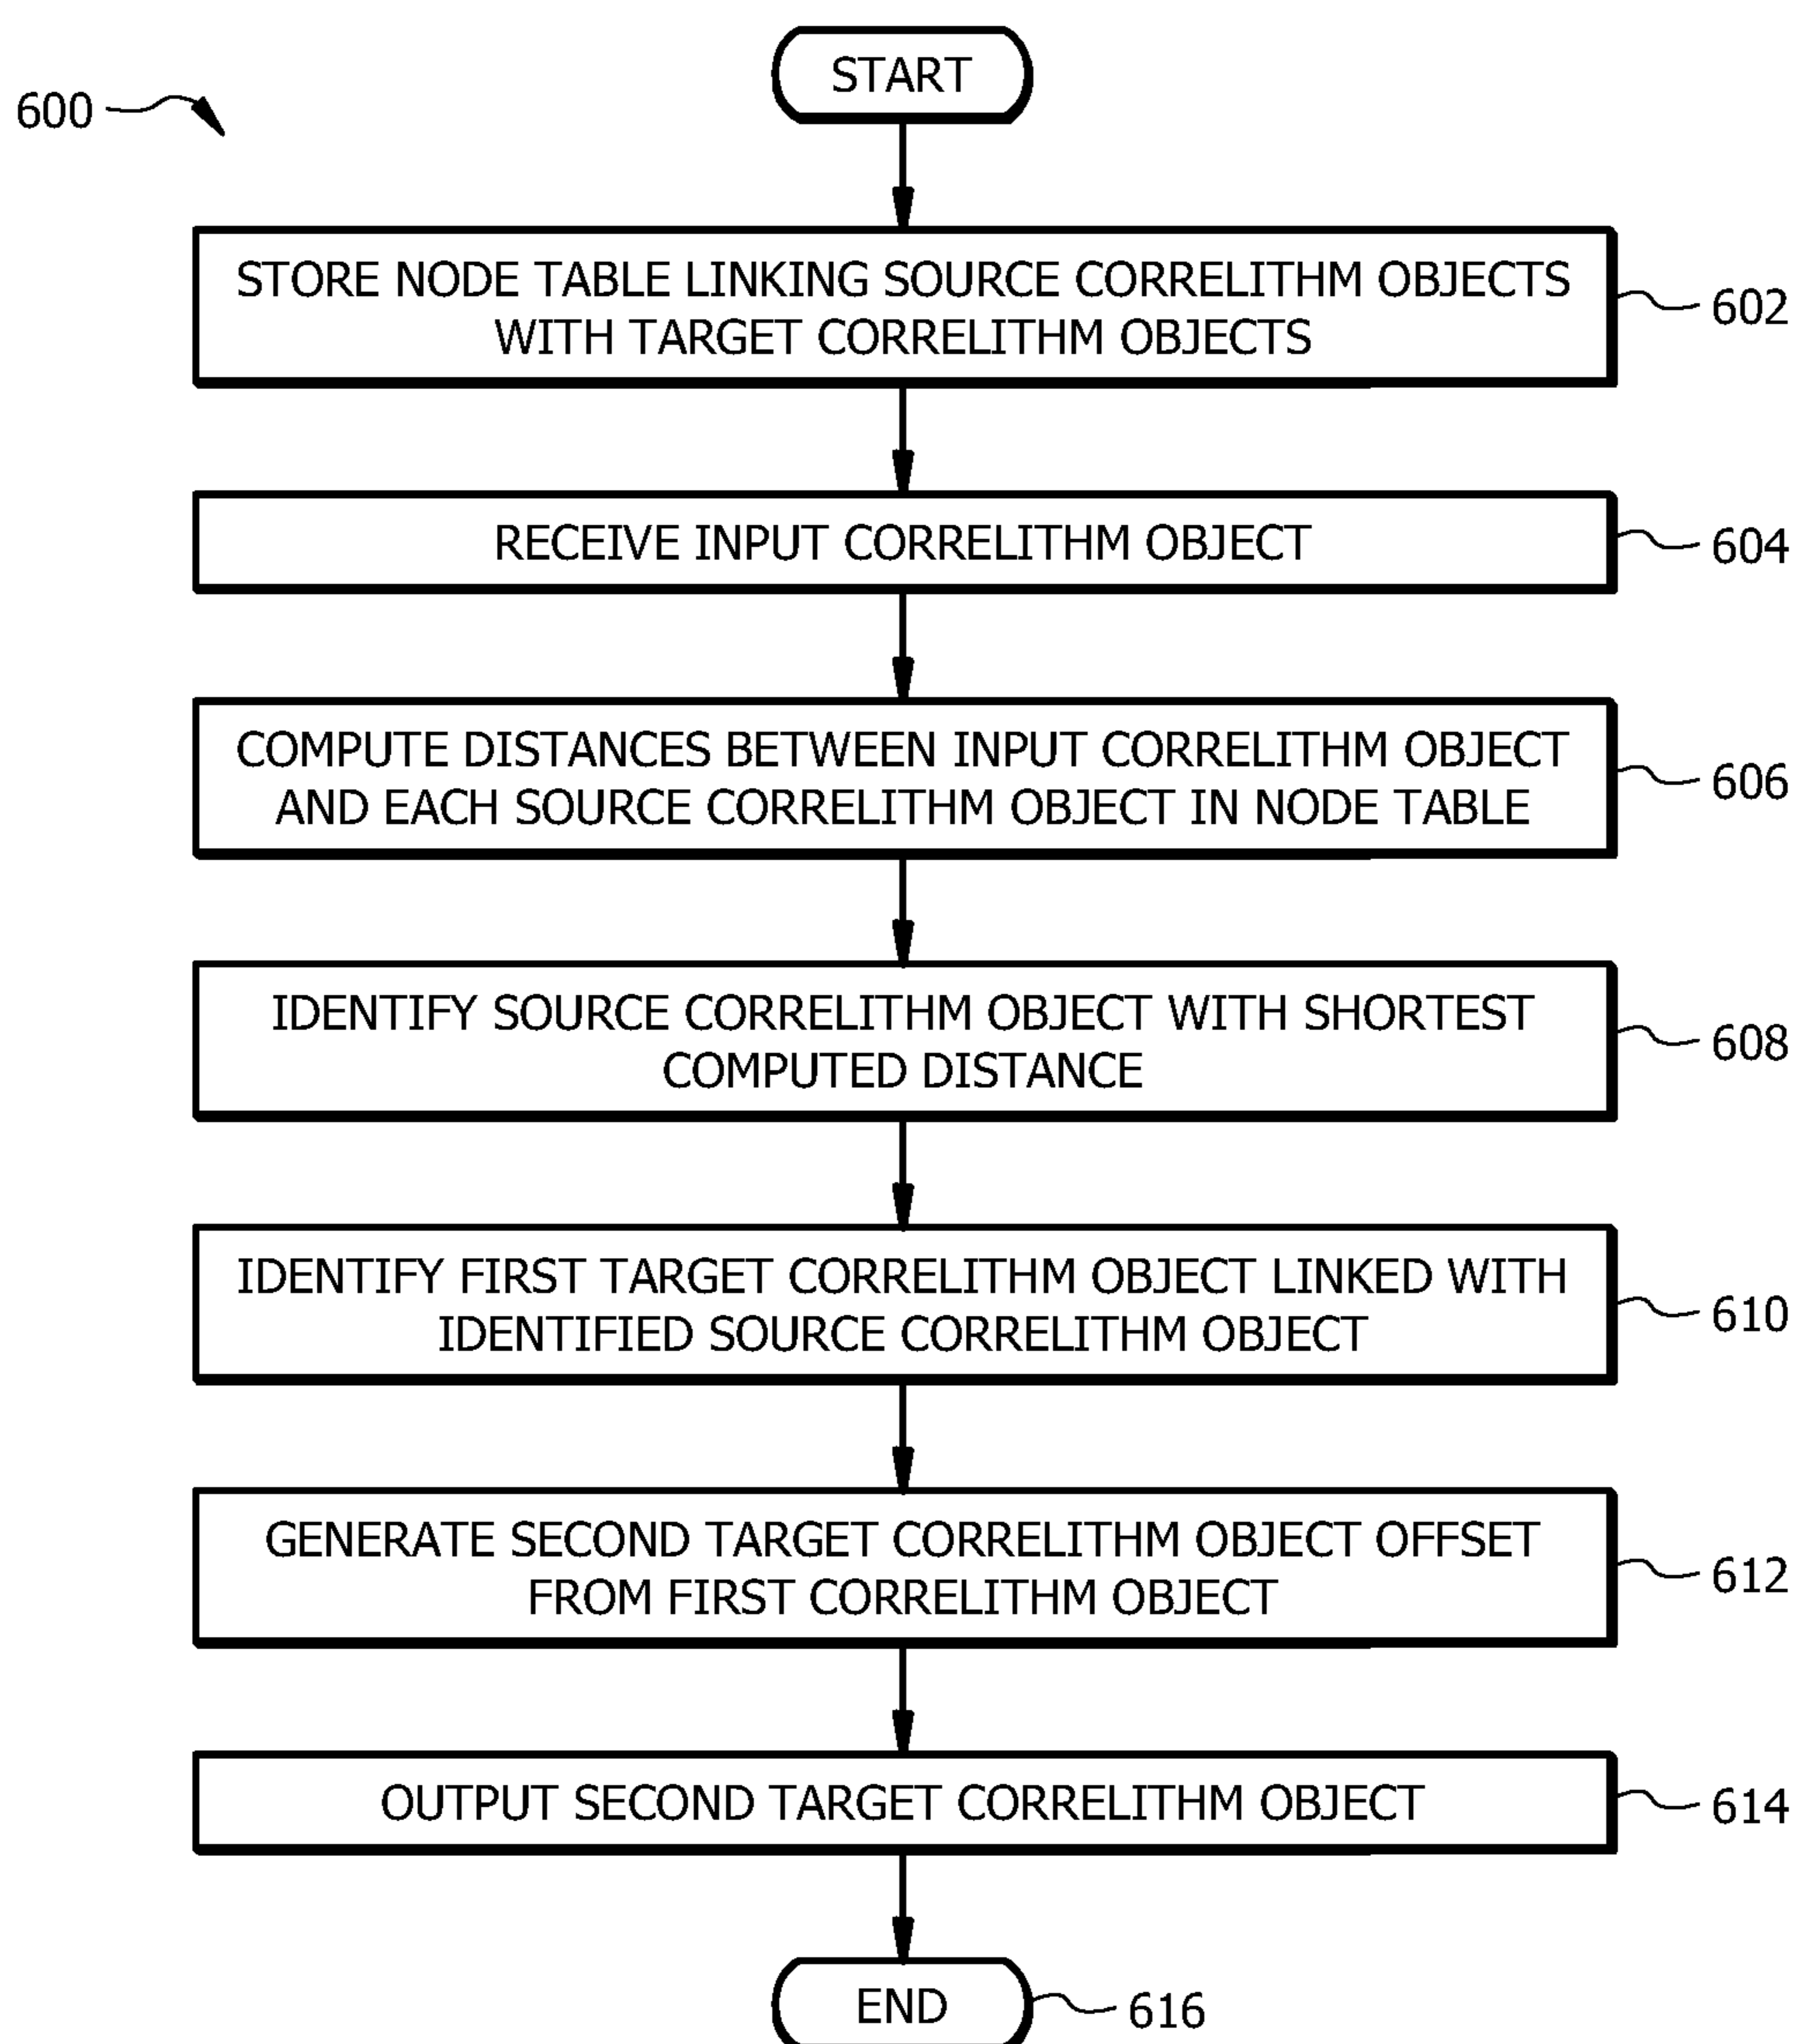 START
600
STORE NODE TABLE LINKING SOURCE CORRELITHM OBJECTS
WITH TARGET CORRELITHM OBJECTS
602
RECEIVE INPUT CORRELITHM OBJECT
604
COMPUTE DISTANCES BETWEEN INPUT CORRELITHM OBJECT
AND EACH SOURCE CORRELITHM OBJECT IN NODE TABLE
606
IDENTIFY SOURCE CORRELITHM OBJECT WITH SHORTEST
COMPUTED DISTANCE
608
IDENTIFY FIRST TARGET CORRELITHM OBJECT LINKED WITH
IDENTIFIED SOURCE CORRELITHM OBJECT
610
GENERATE SECOND TARGET CORRELITHM OBJECT OFFSET
FROM FIRST CORRELITHM OBJECT
612
OUTPUT SECOND TARGET CORRELITHM OBJECT
614
END
616